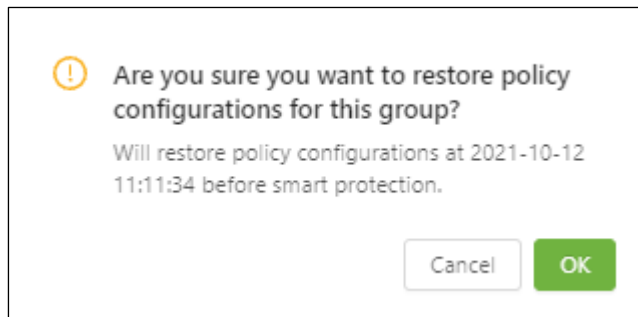 Are you sure you want to restore policy
configurations for this group?
Will restore policy configurations at 2021-10-12
11:11:34 before smart protection.
Cancel OK